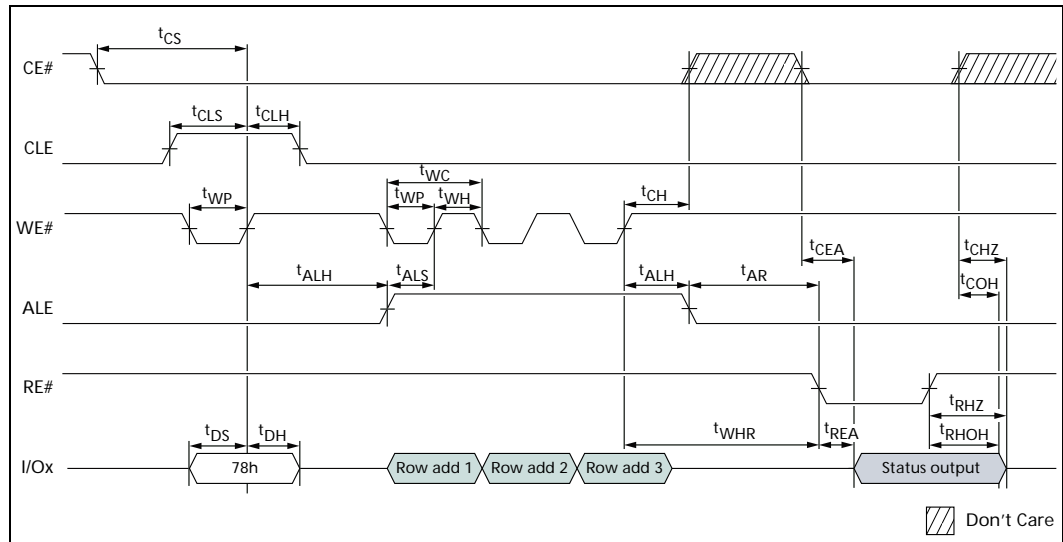 tCS
CE#
tCLS tCLH
CLE
tWC
tWP tWP tWH tCH
WE#
tCEA tCHZ
tALH tALS tALH tAR tCOH
ALE
RE#
tRHZ
tDS tDH tWHR tREA tRHOH
I/Ox 78h Row add 1 Row add 2 Row add 3 Status output
Don't Care